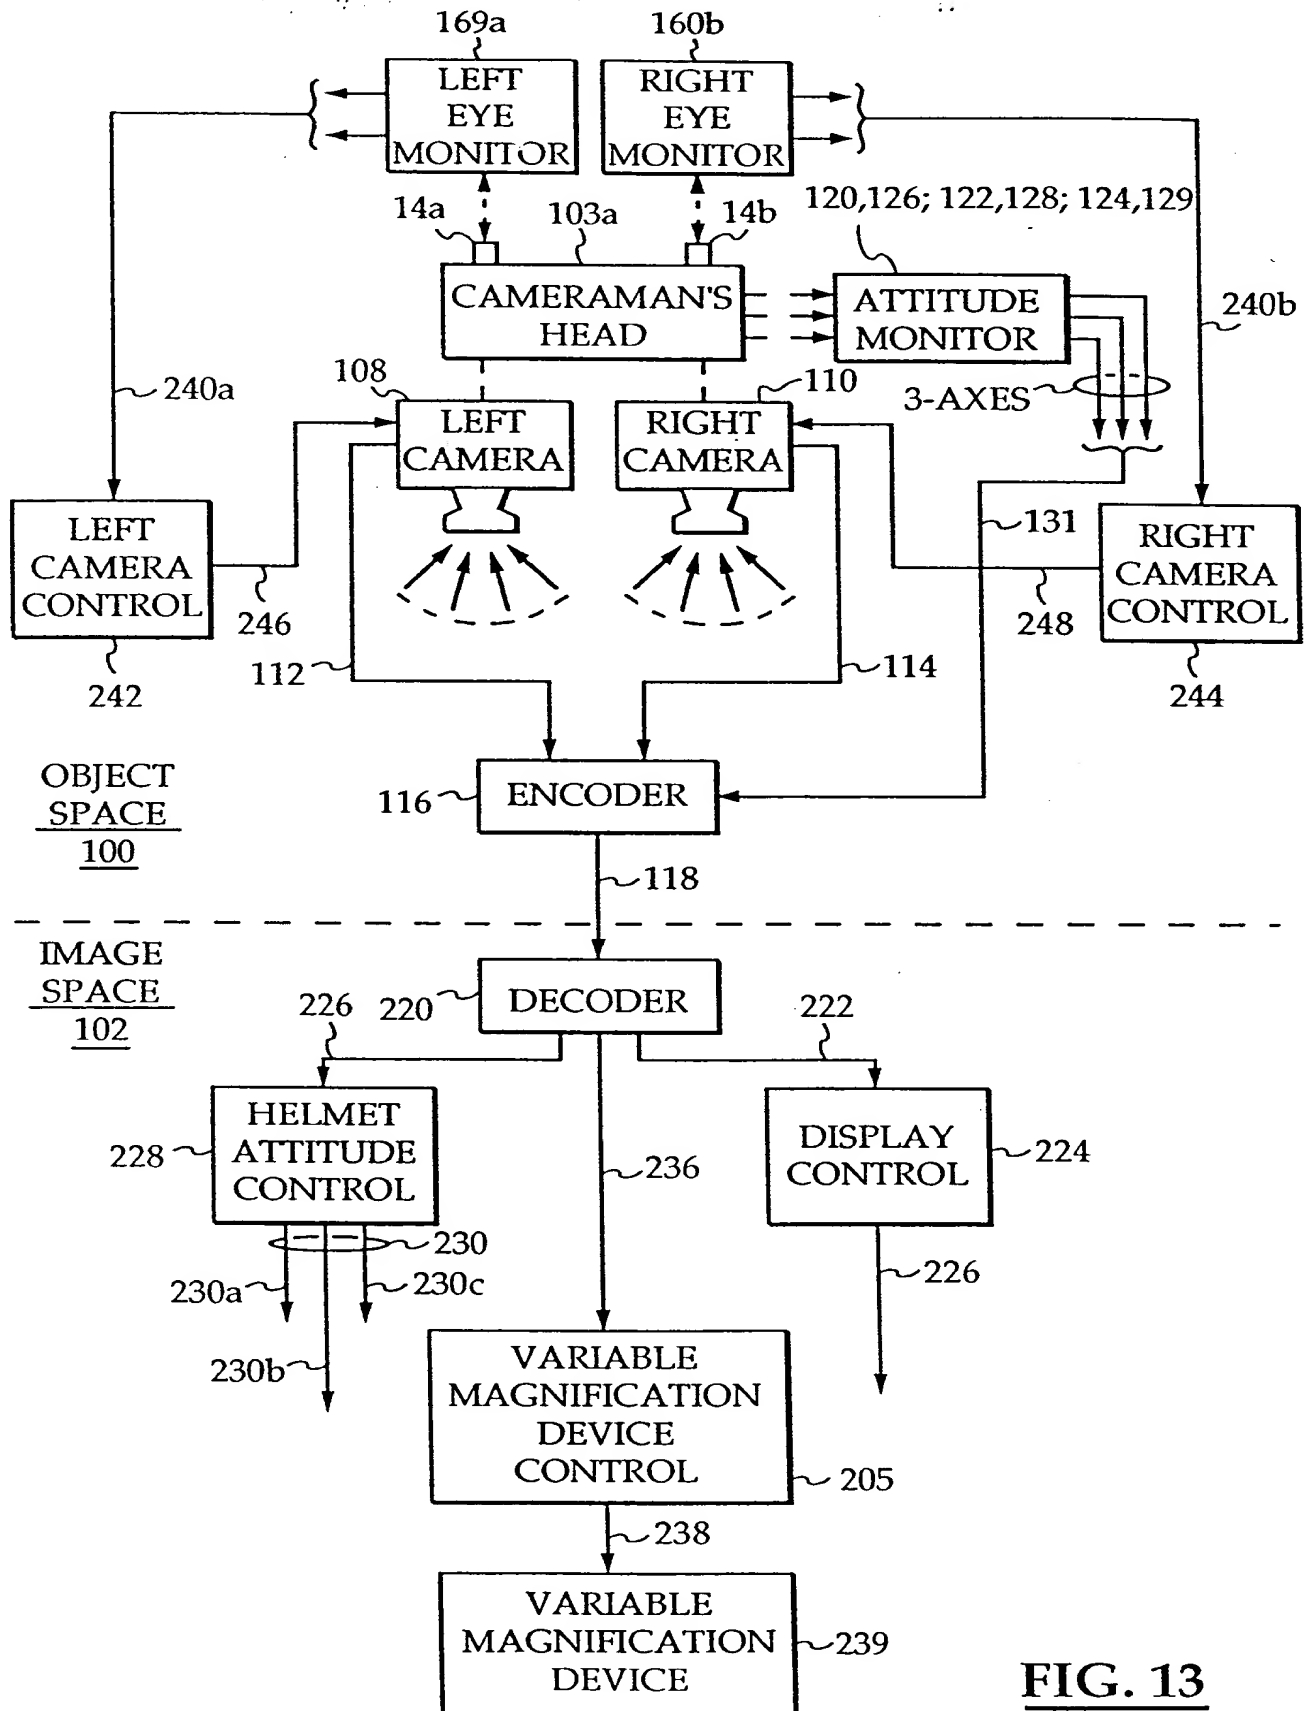 169a
160b
LEFT
EYE
MONITOR
RIGHT
EYE
MONITOR
14a
103a
14b
120,126; 122,128; 124,129
CAMERAMAN'S
HEAD
ATTITUDE
MONITOR
240b
240a
108
110
3-AXES
LEFT
CAMERA
RIGHT
CAMERA
LEFT
CAMERA
CONTROL
131
RIGHT
CAMERA
CONTROL
246
248
242
112
114
244
OBJECT
SPACE
100
116
ENCODER
118
IMAGE
SPACE
102
226
220
DECODER
222
HELMET
ATTITUDE
CONTROL
228
236
DISPLAY
CONTROL
224
230
230a
230c
226
230b
VARIABLE
MAGNIFICATION
DEVICE
CONTROL
205
238
VARIABLE
MAGNIFICATION
DEVICE
239
FIG. 13